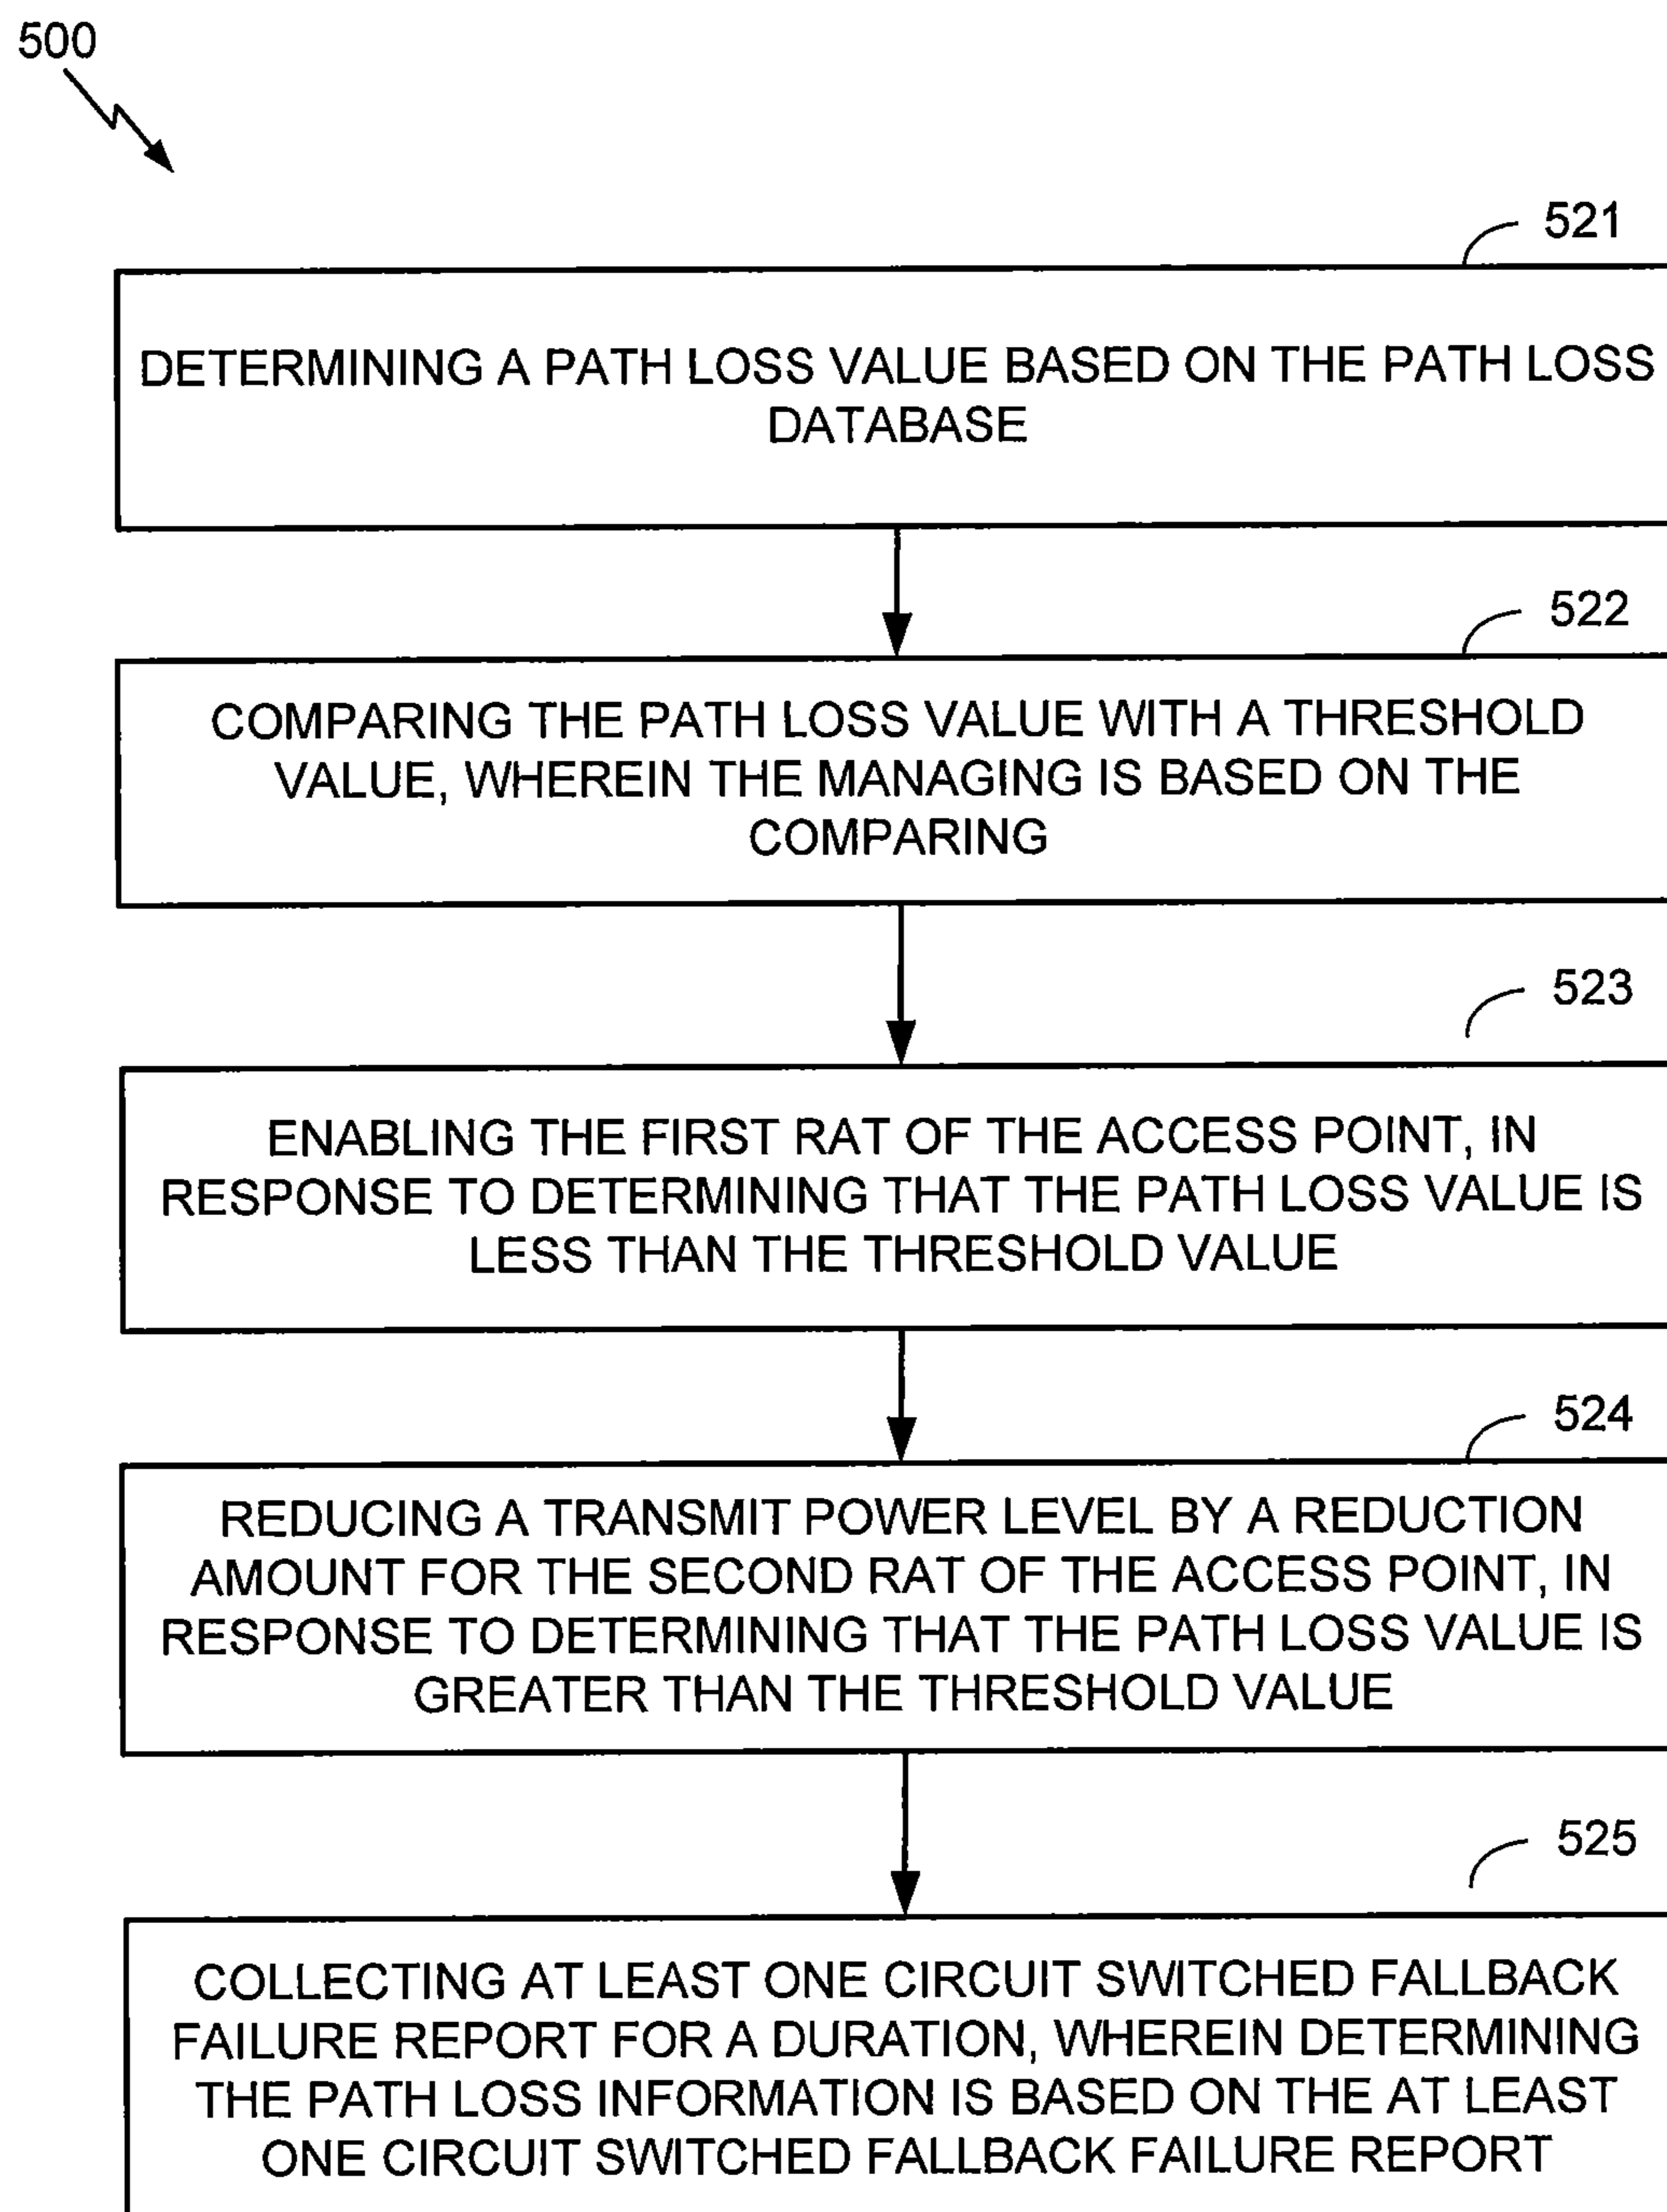 500
521
DETERMINING A PATH LOSS VALUE BASED ON THE PATH LOSS
DATABASE
522
COMPARING THE PATH LOSS VALUE WITH A THRESHOLD
VALUE, WHEREIN THE MANAGING IS BASED ON THE
COMPARING
523
ENABLING THE FIRST RAT OF THE ACCESS POINT, IN
RESPONSE TO DETERMINING THAT THE PATH LOSS VALUE IS
LESS THAN THE THRESHOLD VALUE
524
REDUCING A TRANSMIT POWER LEVEL BY A REDUCTION
AMOUNT FOR THE SECOND RAT OF THE ACCESS POINT, IN
RESPONSE TO DETERMINING THAT THE PATH LOSS VALUE IS
GREATER THAN THE THRESHOLD VALUE
525
COLLECTING AT LEAST ONE CIRCUIT SWITCHED FALLBACK
FAILURE REPORT FOR A DURATION, WHEREIN DETERMINING
THE PATH LOSS INFORMATION IS BASED ON THE AT LEAST
ONE CIRCUIT SWITCHED FALLBACK FAILURE REPORT